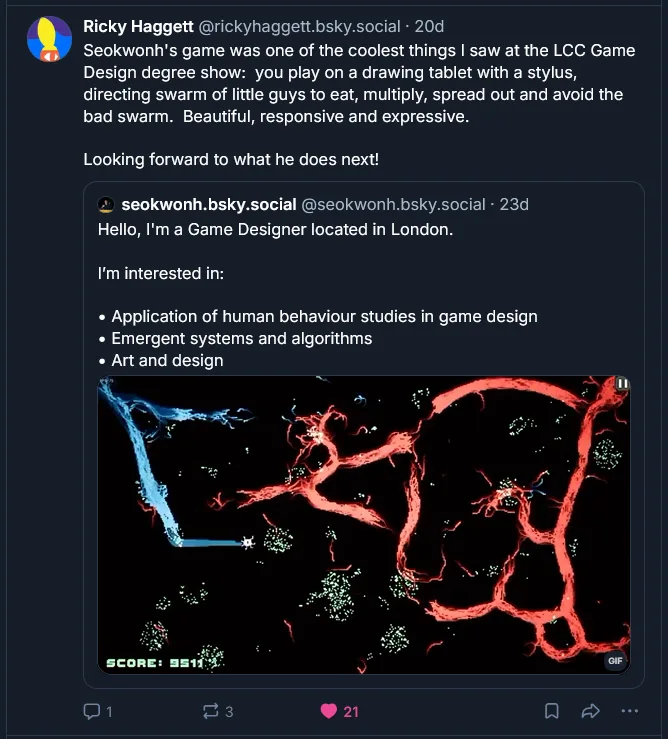 Ricky Haggett @rickyhaggett.bsky.social · 20d
Seokwonh's game was one of the coolest things I saw at the LCC Game
Design degree show:  you play on a drawing tablet with a stylus,
directing swarm of little guys to eat, multiply, spread out and avoid the
bad swarm.  Beautiful, responsive and expressive.
Looking forward to what he does next!
seokwonh.bsky.social @seokwonh.bsky.social · 23d
Hello, I'm a Game Designer located in London.
I'm interested in:
• Application of human behaviour studies in game design
• Emergent systems and algorithms
• Art and design
SCORE: 9511
GIF
1 3 21